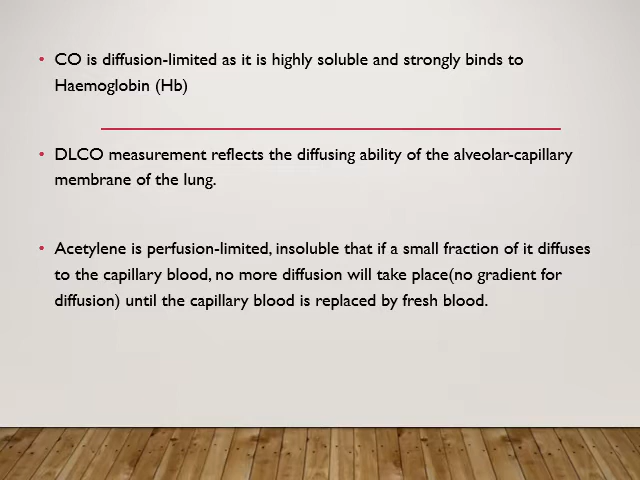 • CO is diffusion-limited as it is highly soluble and strongly binds to
Haemoglobin (Hb)
• DLCO measurement reflects the diffusing ability of the alveolar-capillary
membrane of the lung.
• Acetylene is perfusion-limited, insoluble that if a small fraction of it diffuses
to the capillary blood, no more diffusion will take place(no gradient for
diffusion) until the capillary blood is replaced by fresh blood.